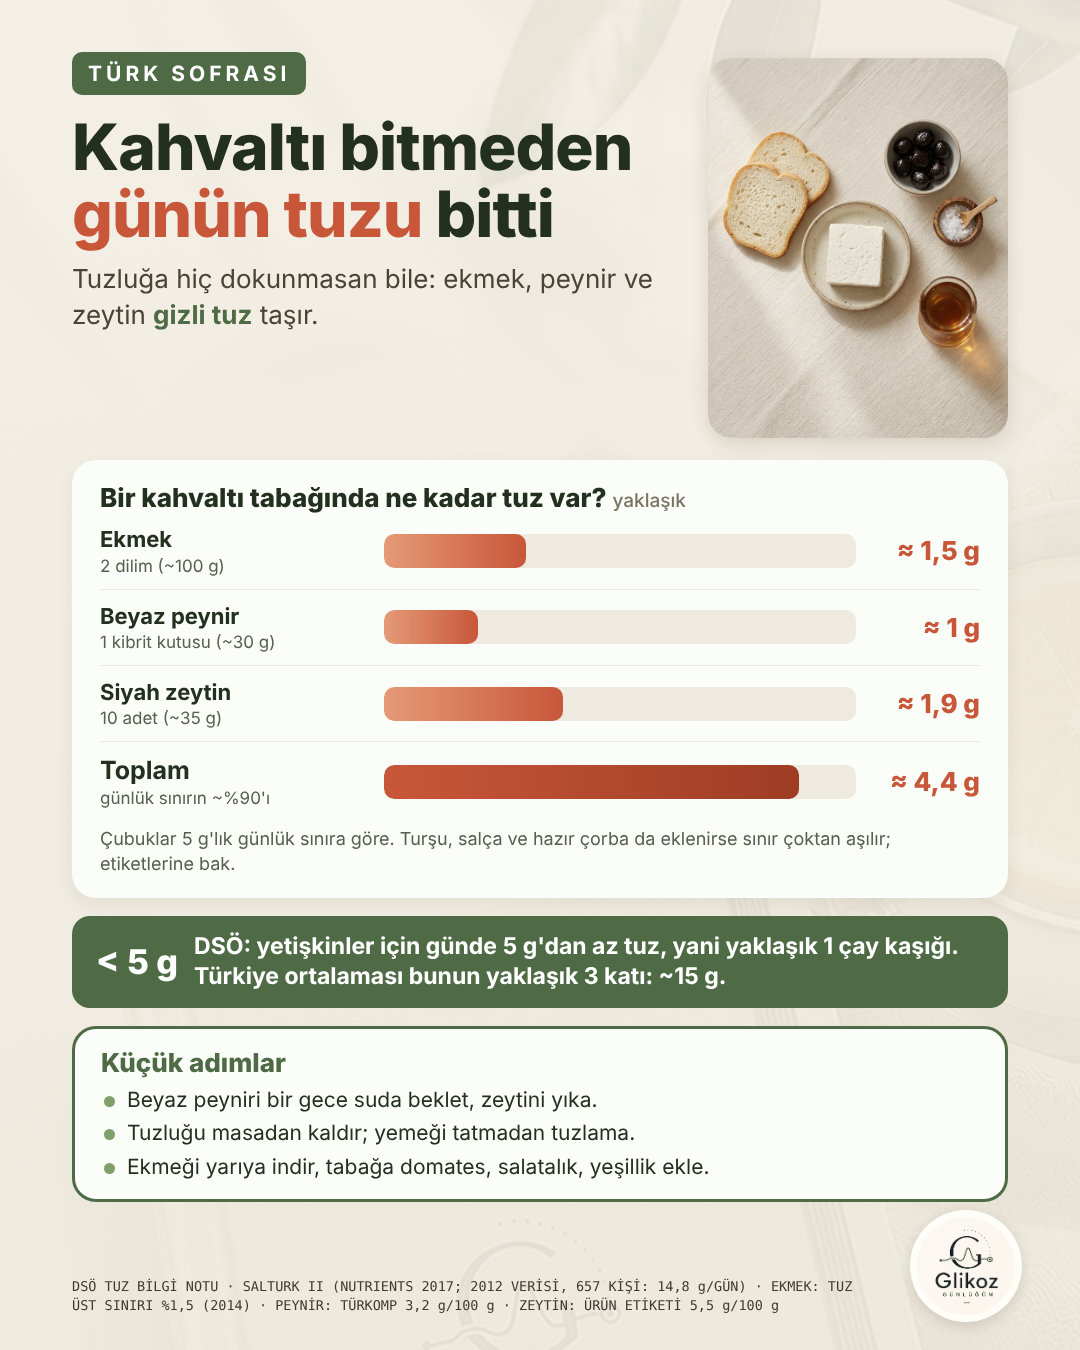 TÜRK SOFRASI
Kahvaltı bitmeden
günün tuzu bitti
Tuzluğa hiç dokunmasan bile: ekmek, peynir ve
zeytin gizli tuz taşır.
Bir kahvaltı tabağında ne kadar tuz var? yaklaşık
Ekmek
2 dilim (~100 g)
≈ 1,5 g
Beyaz peynir
1 kibrit kutusu (~30 g)
≈ 1 g
Siyah zeytin
10 adet (~35 g)
≈ 1,9 g
Toplam
günlük sınırın ~%90'ı
≈ 4,4 g
Çubuklar 5 g'lık günlük sınıra göre. Turşu, salça ve hazır çorba da eklenirse sınır çoktan aşılır;
etiketlerine bak.
< 5 g
DSÖ: yetişkinler için günde 5 g'dan az tuz, yani yaklaşık 1 çay kaşığı.
Türkiye ortalaması bunun yaklaşık 3 katı: ~15 g.
Küçük adımlar
Beyaz peyniri bir gece suda beklet, zeytini yıka.
Tuzluğu masadan kaldır; yemeği tatmadan tuzlama.
Ekmeği yarıya indir, tabağa domates, salatalık, yeşillik ekle.
DSÖ TUZ BİLGİ NOTU · SALTURK II (NUTRIENTS 2017; 2012 VERİSİ, 657 KİŞİ: 14,8 g/GÜN) · EKMEK: TUZ
ÜST SINIRI %1,5 (2014) · PEYNİR: TÜRKOMP 3,2 g/100 g · ZEYTİN: ÜRÜN ETİKETİ 5,5 g/100 g
Glikoz
GÜNLÜĞÜM